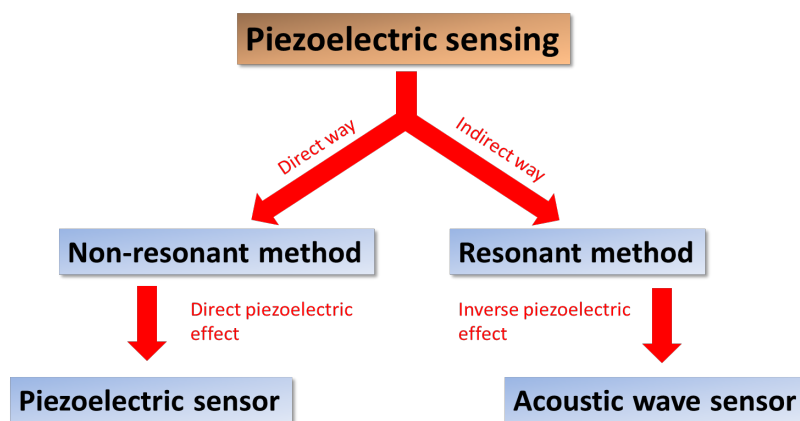 Piezoelectric sensing
Direct way
Indirect way
Non-resonant method
Resonant method
Direct piezoelectric
effect
Inverse piezoelectric
effect
Piezoelectric sensor
Acoustic wave sensor